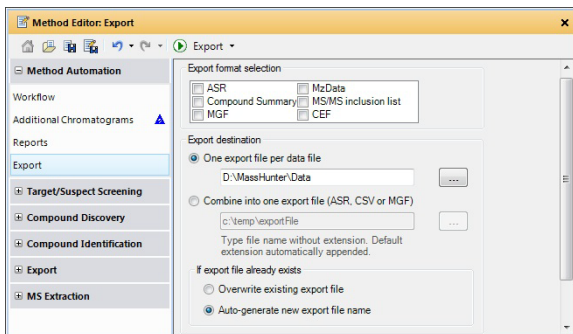 Method Editor: Export
Export
Method Automation
Workflow
Additional Chromatograms
Reports
Export
Target/Suspect Screening
Compound Discovery
Compound Identification
Export
MS Extraction
Export format selection
ASR
MzData
Compound Summary
MS/MS inclusion list
MGF
CEF
Export destination
One export file per data file
D:\MassHunter\Data
...
Combine into one export file (ASR, CSV or MGF)
c:\temp\exportFile
...
Type file name without extension. Default
extension automatically appended.
If export file already exists
Overwrite existing export file
Auto-generate new export file name